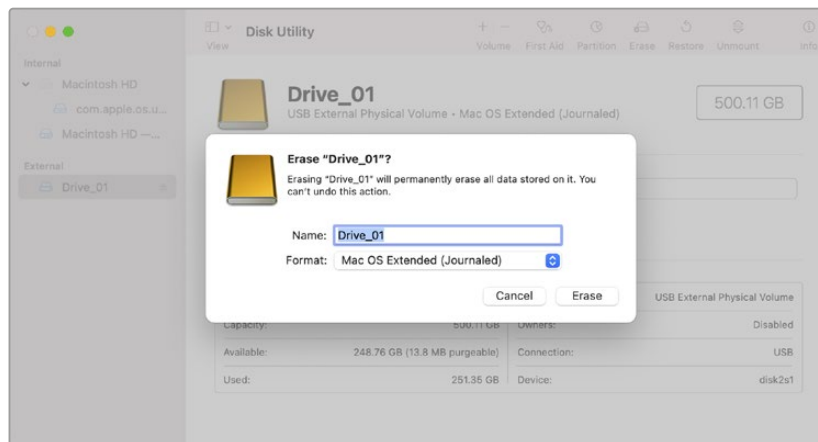 Disk Utility
View
Volume First Aid Partition Erase Restore Unmount Info
Internal
Macintosh HD
com.apple.os.u...
Macintosh HD —...
External
Drive_01
Drive_01
USB External Physical Volume • Mac OS Extended (Journaled)
500.11 GB
Erase “Drive_01”?
Erasing “Drive_01” will permanently erase all data stored on it. You
can't undo this action.
Name: Drive_01
Format: Mac OS Extended (Journaled)
Cancel Erase
USB External Physical Volume
Capacity: 500.11 GB Owners: Disabled
Available: 248.76 GB (13.8 MB purgeable) Connection: USB
Used: 251.35 GB Device: disk2s1